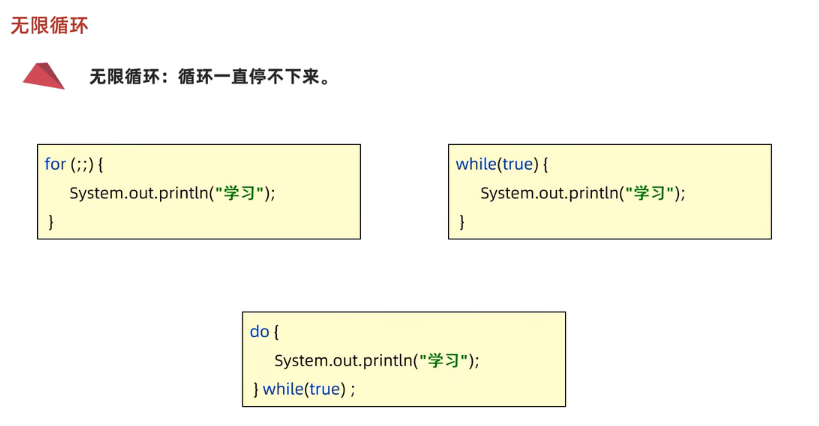 无限循环
无限循环：循环一直停不下来。
for (;;) {
System.out.println("学习");
}
while(true) {
System.out.println("学习");
}
do {
System.out.println("学习");
} while(true) ;